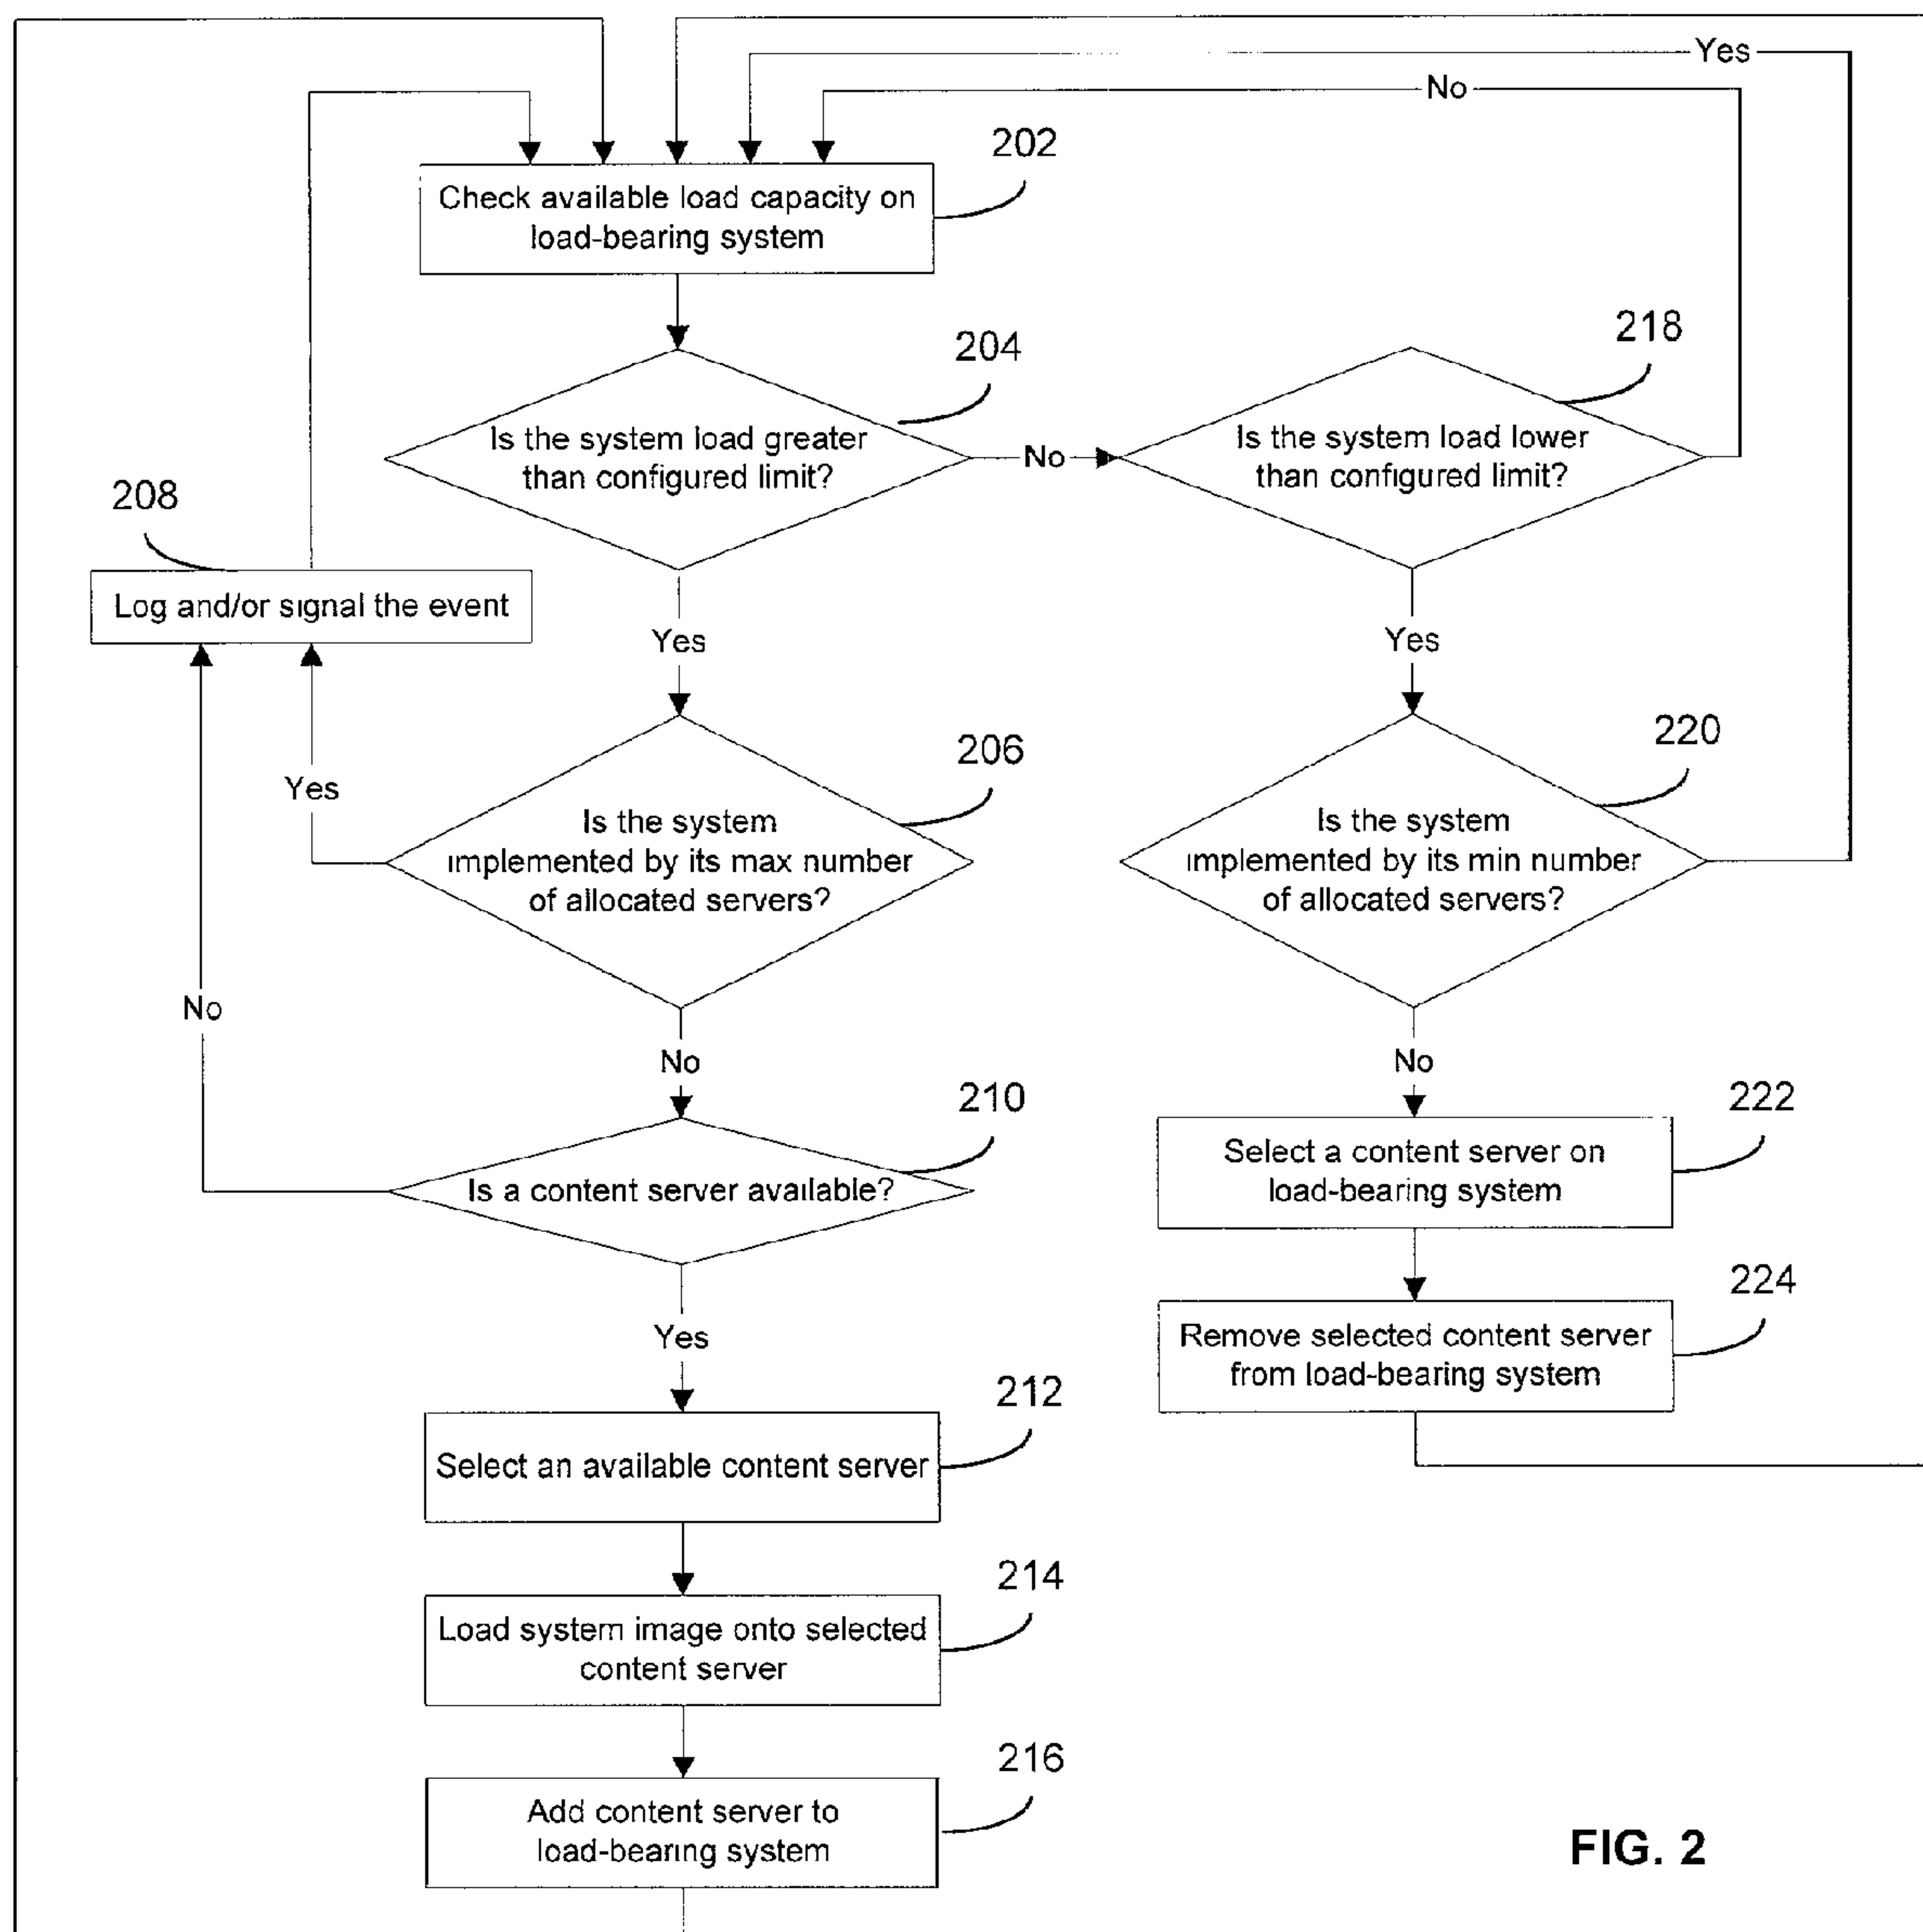 Yes
No
202
Check available load capacity on
load-bearing system
204
Is the system load greater
than configured limit?
No
218
Is the system load lower
than configured limit?
208
Log and/or signal the event
Yes
Yes
206
Is the system
implemented by its max number
of allocated servers?
Yes
220
Is the system
implemented by its min number
of allocated servers?
No
No
No
210
Is a content server available?
222
Select a content server on
load-bearing system
Yes
224
Remove selected content server
from load-bearing system
212
Select an available content server
214
Load system image onto selected
content server
216
Add content server to
load-bearing system
FIG. 2